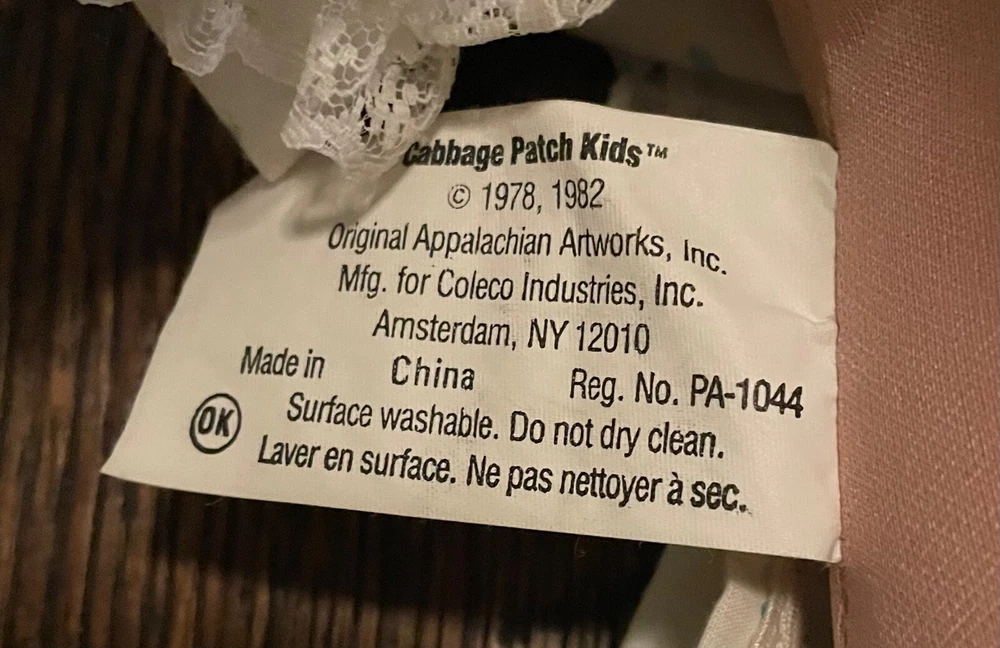 Cabbage Patch Kids™
© 1978, 1982
Original Appalachian Artworks, Inc.
Mfg. for Coleco Industries, Inc.
Amsterdam, NY 12010
Made in China Reg. No. PA-1044
OK Surface washable. Do not dry clean.
Laver en surface. Ne pas nettoyer à sec.